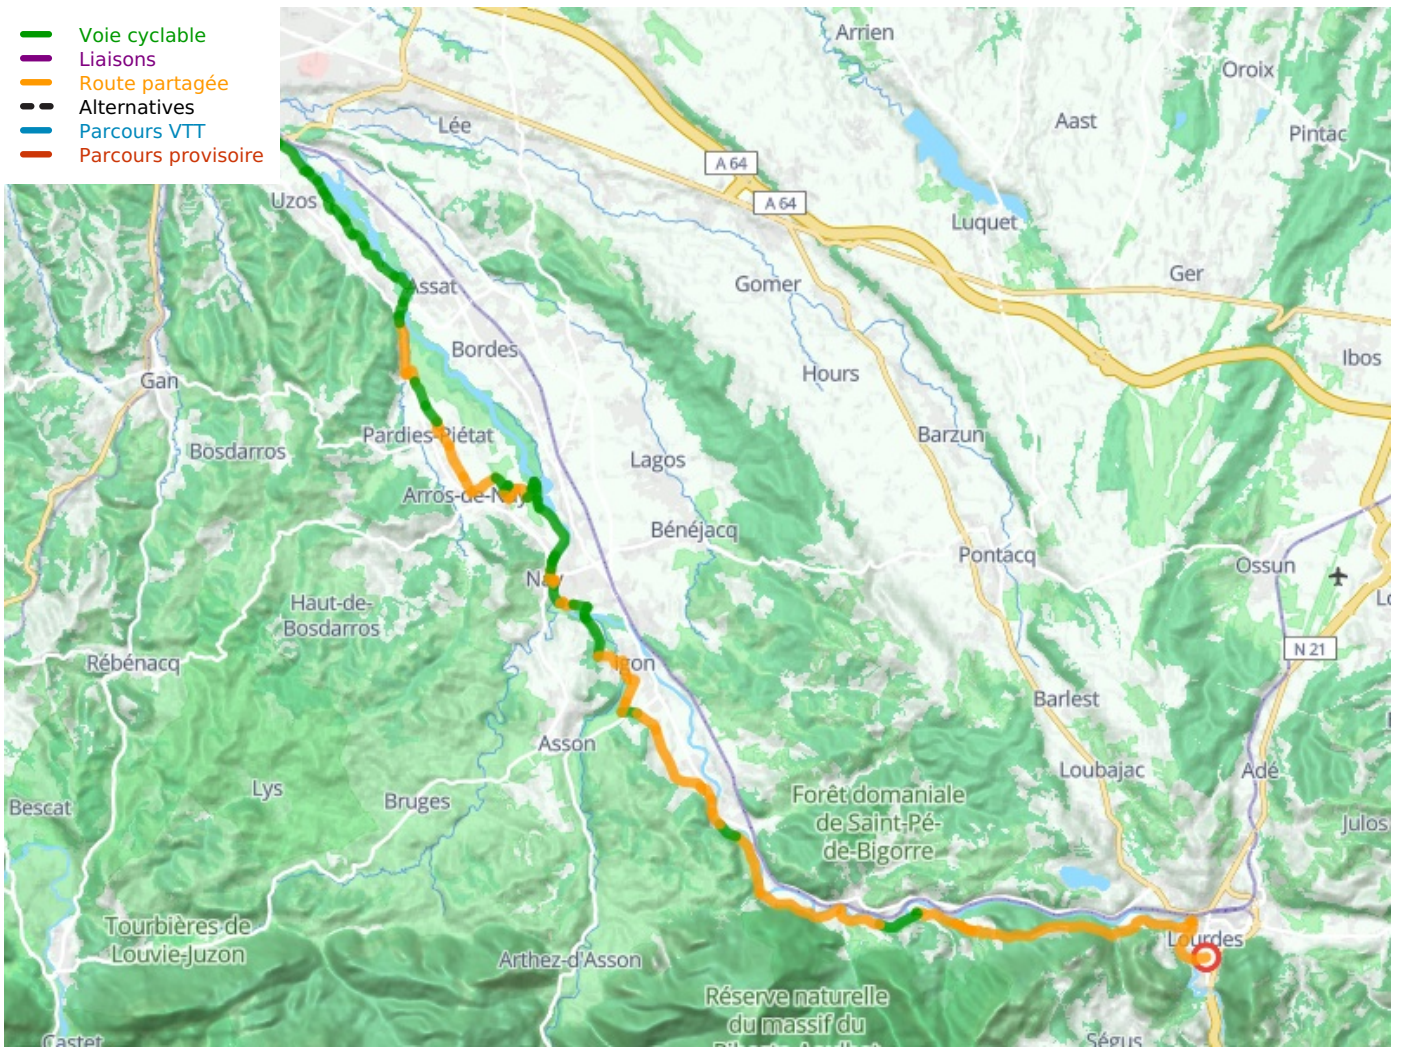 Voie cyclable
Liaisons
Route partagée
Alternatives
Parcours VTT
Parcours provisoire
Arrien
Oroix
Lée
Aast
Pintac
A 64
A 64
Uzos
Luquet
Assat
Gomer
Ger
Bordes
Hours
Ibos
Gan
Pardies-Piétat
Barzun
Bosdarros
Lagos
Arros-de-Nay
Bénéjacq
Pontacq
Ossun
Nay
Haut-de-
Bosdarros
N 21
Rébénacq
Igon
Barlest
Asson
Loubajac
Adé
Lys
Bruges
Bescat
Forêt domaniale
de Saint-Pé-
de-Bigorre
Julos
Tourbières de
Louvie-Juzon
Lourdes
Arthez-d'Asson
Réserve naturelle
du massif du
Ségus
Castet